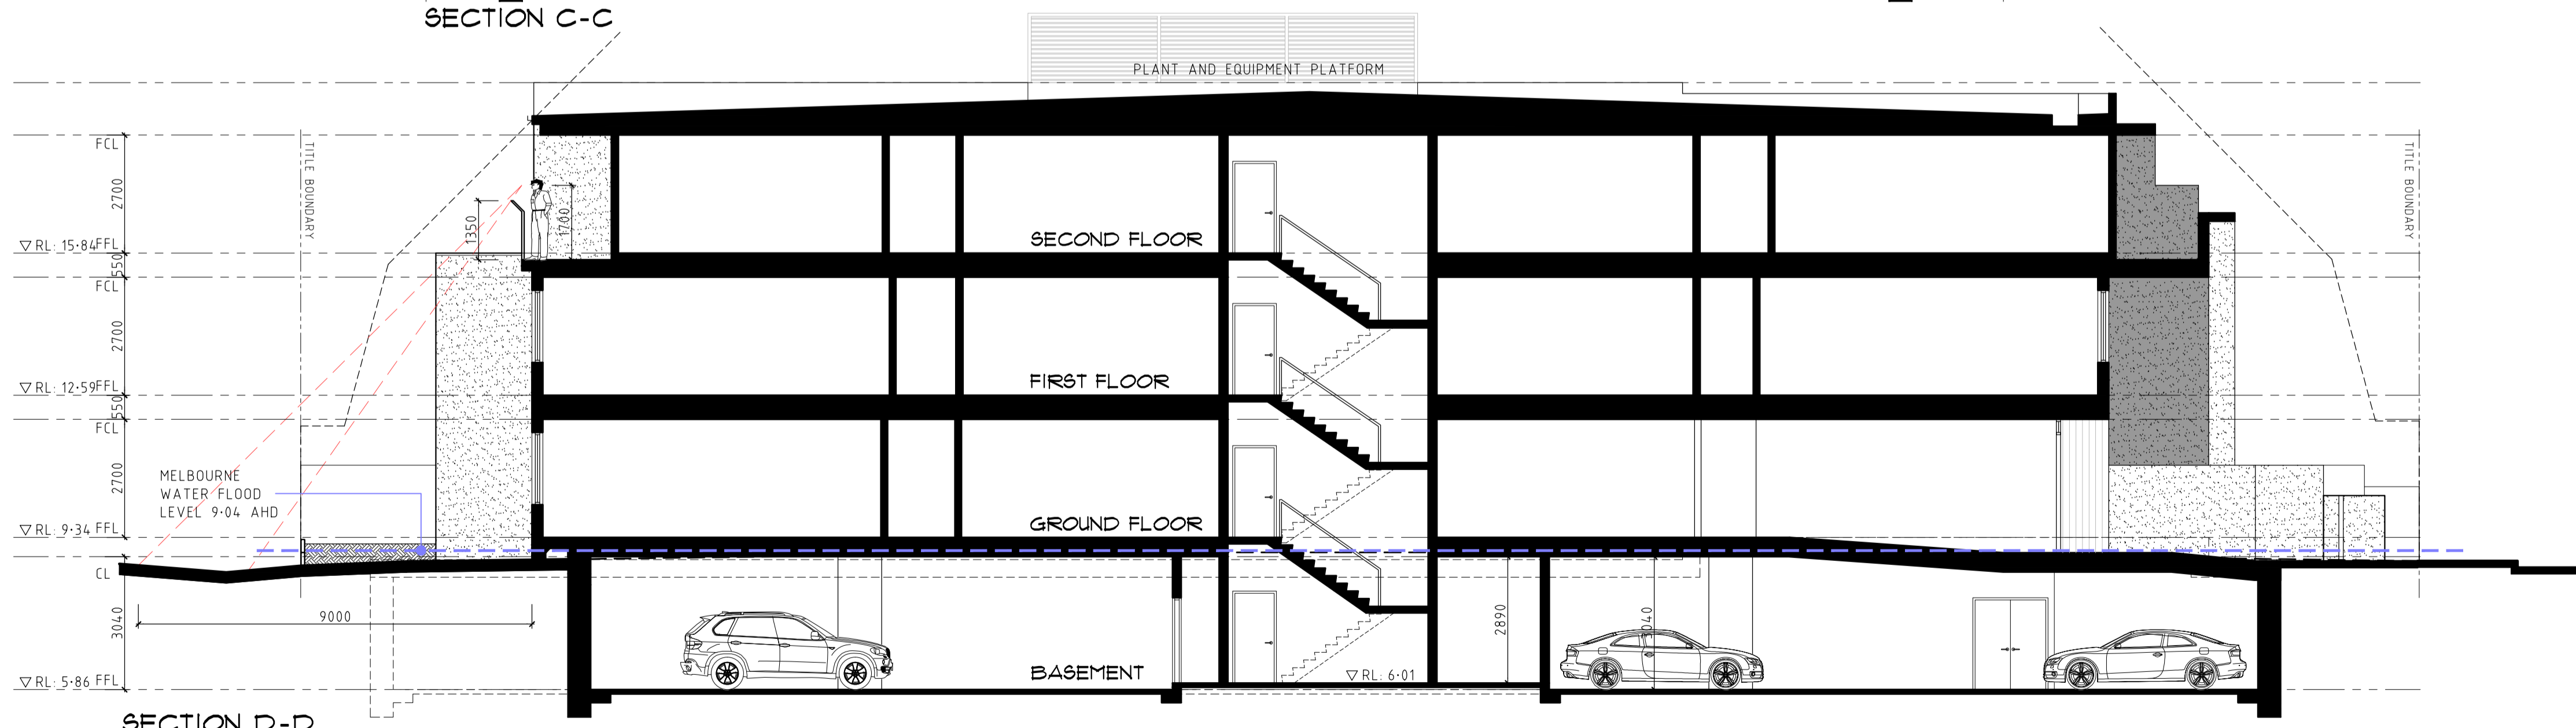 SECTION C-C
PLANT AND EQUIPMENT PLATFORM
FCL
TITLE BOUNDARY
TITLE BOUNDARY
2700
1350
1700
RL: 15·84 FFL
SECOND FLOOR
550
FCL
2700
RL: 12·59 FFL
FIRST FLOOR
550
FCL
2700
MELBOURNE
WATER FLOOD
LEVEL 9·04 AHD
RL: 9·34 FFL
GROUND FLOOR
CL
3040
9000
2890
3040
BASEMENT
RL: 6·01
RL: 5·86 FFL
SECTION D-D